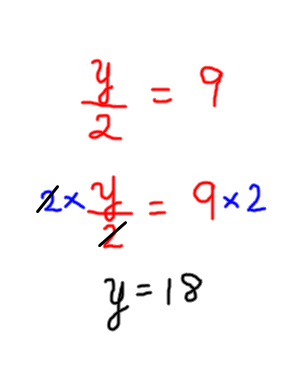 y/2 = 9
2 × y/2 = 9 × 2
y = 18